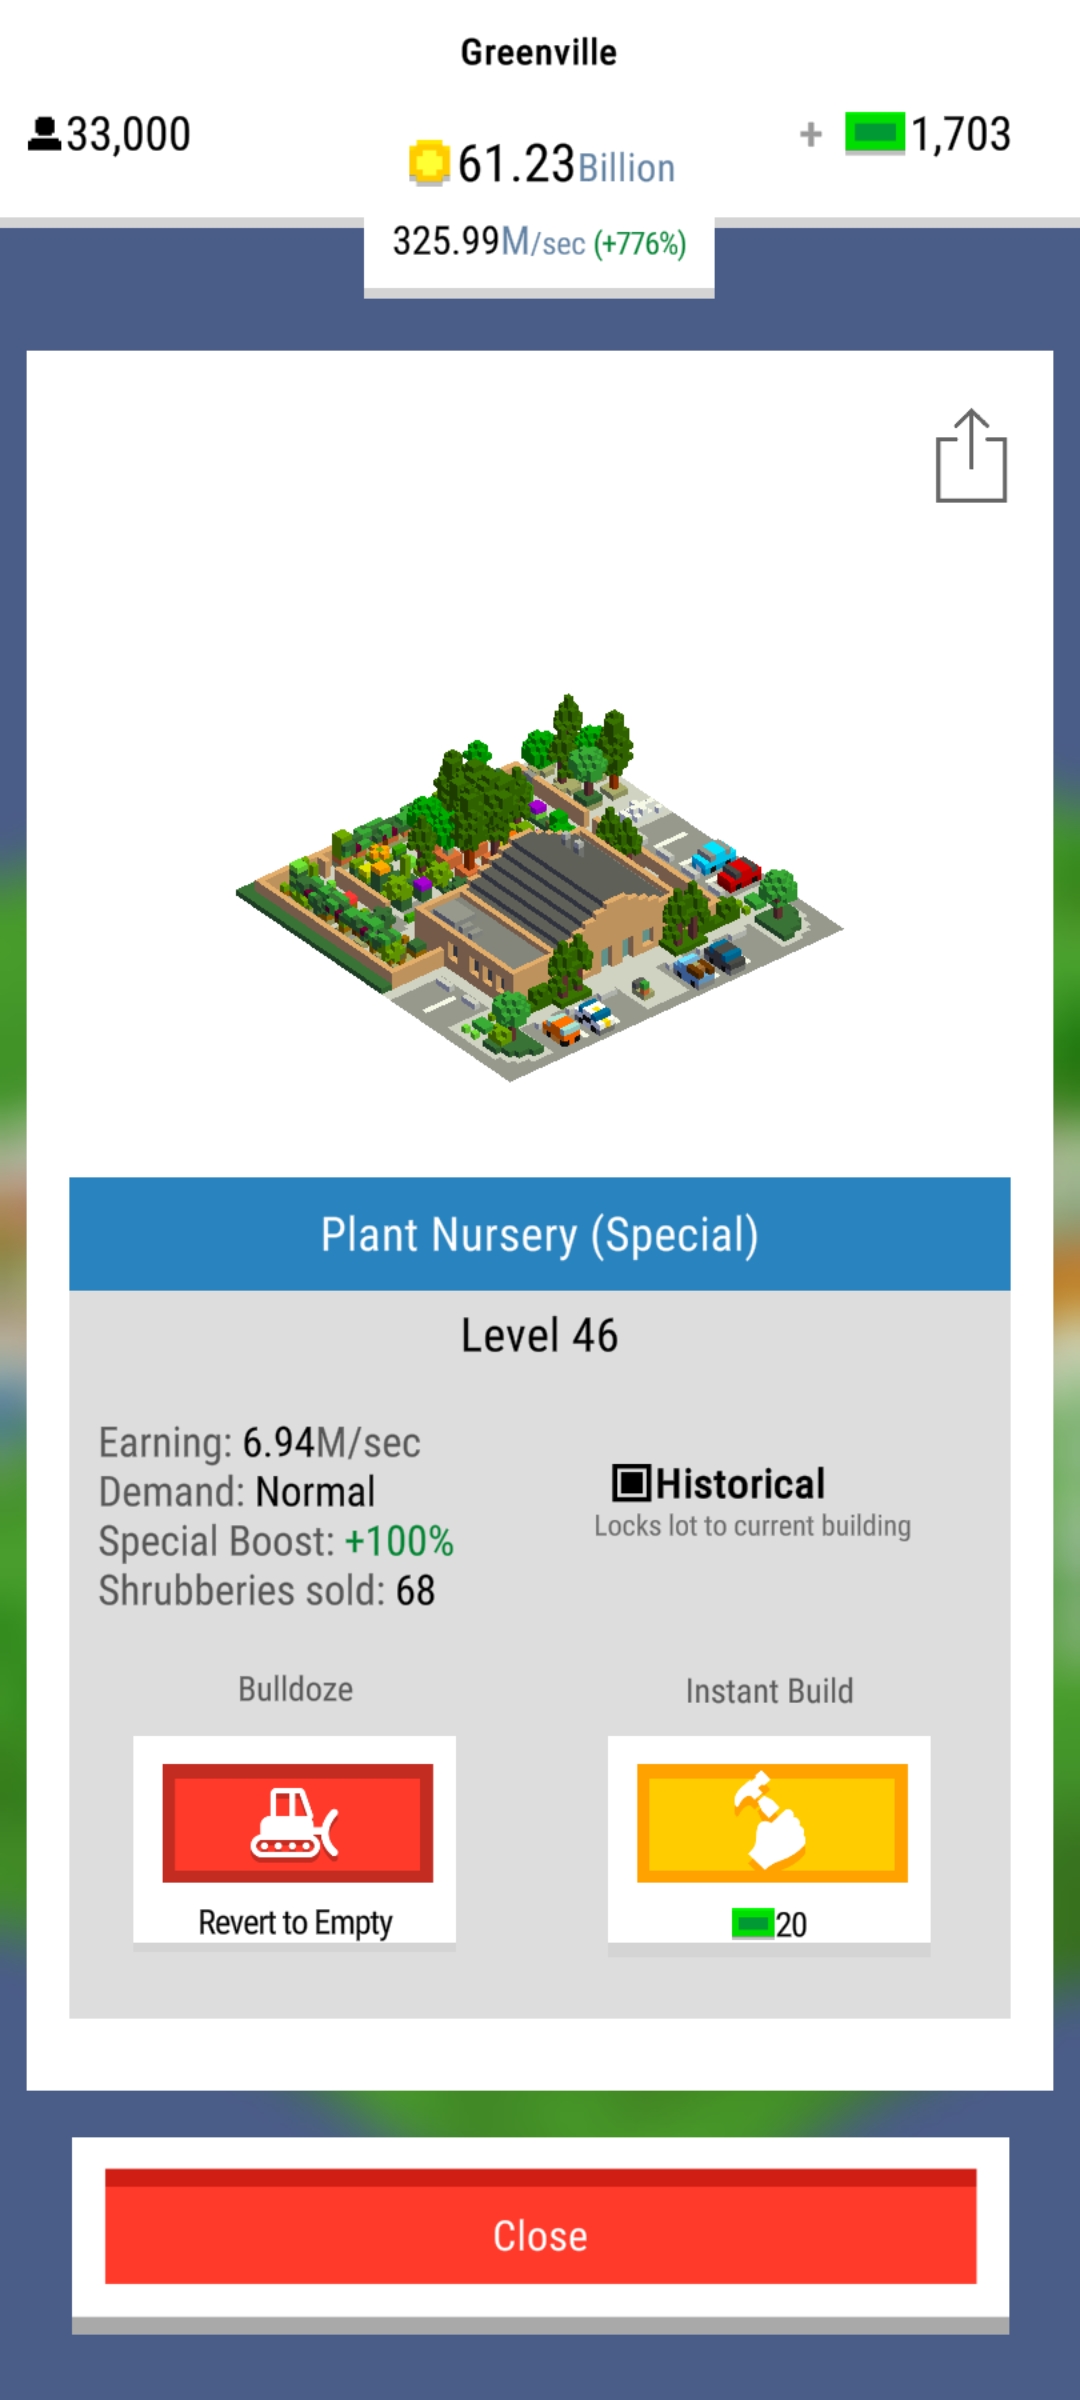 Greenville
33,000
61.23Billion
+ 1,703
325.99M/sec (+776%)
Plant Nursery (Special)
Level 46
Earning: 6.94M/sec
Demand: Normal
Special Boost: +100%
Shrubberies sold: 68
Historical
Locks lot to current building
Bulldoze
Instant Build
Revert to Empty
20
Close